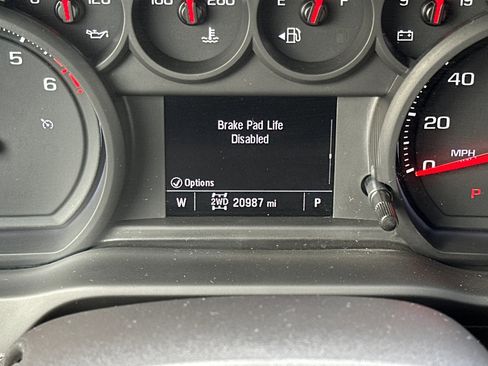 120
100
200
E
F
9
19
5
6
Brake Pad Life
Disabled
Options
W 2WD 20987 mi P
40
20
0
MPH
P